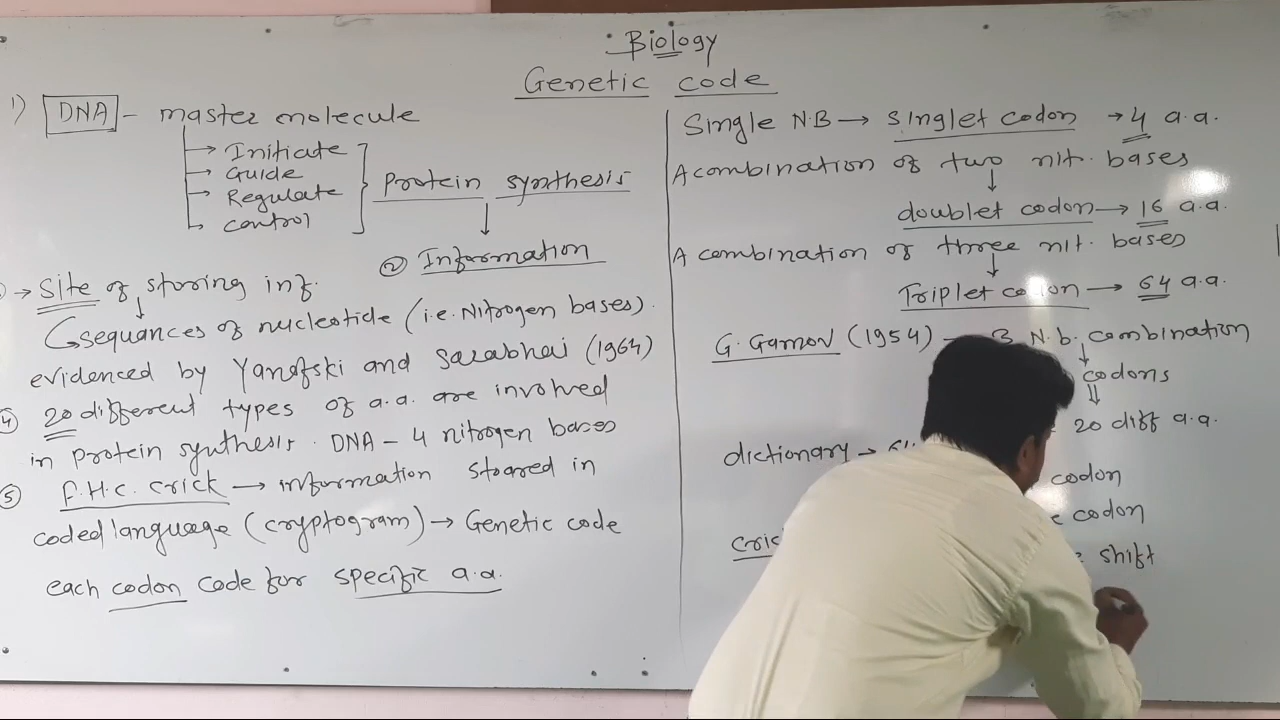 Biology
Genetic code
1) DNA - master molecule
→ Initiate
→ Guide
→ Regulate
→ control
Protein synthesis
↓
② Information
→ Site of storing inf.
↳ sequances of nucleotide (i.e. Nitrogen bases).
evidenced by Yanofski and Sarabhai (1964)
④ 20 different types of a.a. are involved
in protein synthesis. DNA - 4 nitrogen bases
⑤ F.H.C. Crick → information stoared in
coded language (cryptogram) → Genetic code
each codon code for specific a.a.
Single N.B → singlet codon → 4 a.a.
A combination of two nit. bases
↓
doublet codon → 16 a.a.
A combination of three nit. bases
↓
Triplet codon → 64 a.a.
G. Gamov (1954) - 3 N.b. combination
↓
codons
⇓
20 diff a.a.
dictionary →
codon
codon
shift